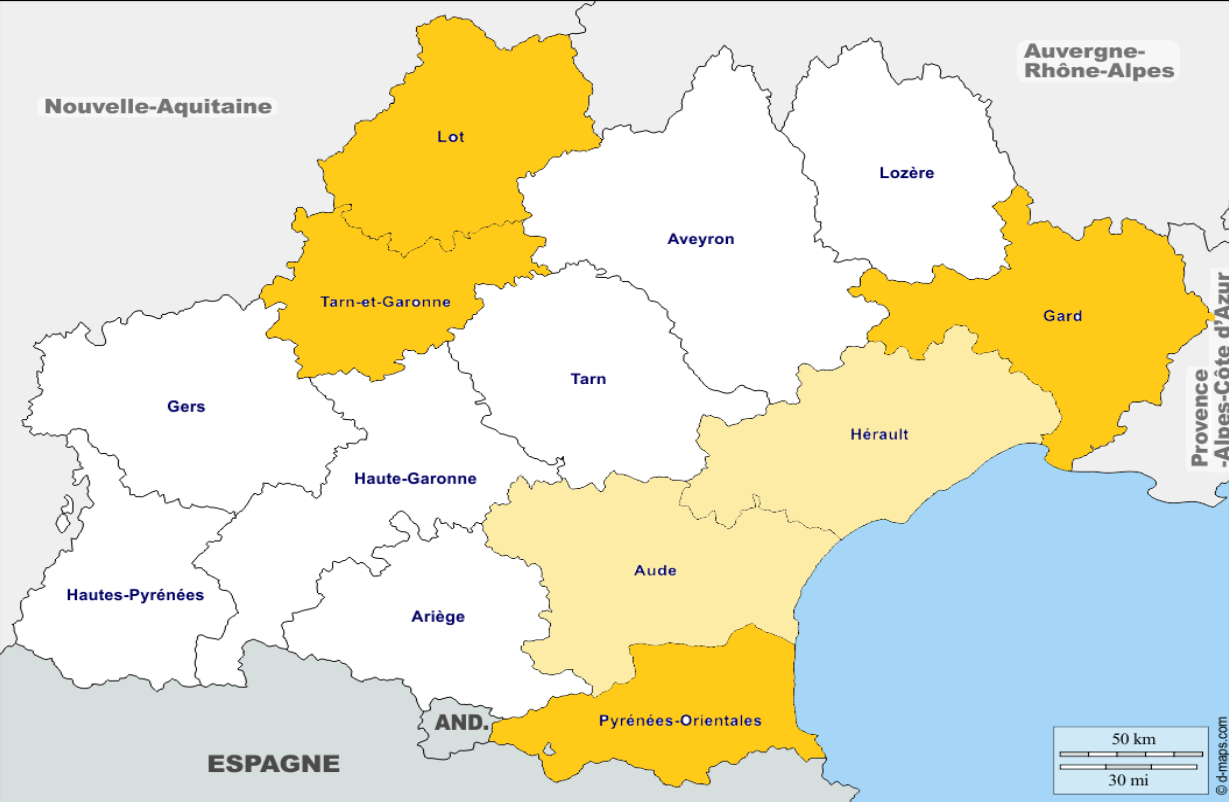 Auvergne-
Rhône-Alpes
Nouvelle-Aquitaine
Lot
Lozère
Aveyron
Tarn-et-Garonne
Gard
Provence
-Alpes-Côte d'Azur
Tarn
Gers
Hérault
Haute-Garonne
Aude
Hautes-Pyrénées
Ariège
Pyrénées-Orientales
AND.
ESPAGNE
50 km
30 mi
© d-maps.com